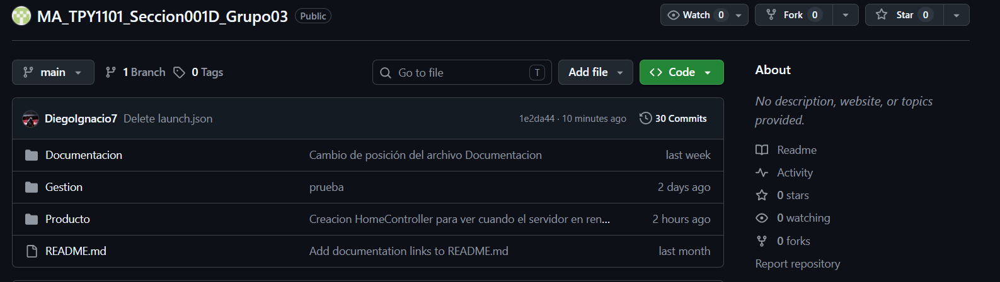 MA_TPY1101_Seccion001D_Grupo03 Public Watch 0 Fork 0 Star 0
main 1 Branch 0 Tags Go to file T Add file Code
DiegoIgnacio7 Delete launch.json 1e2da44 · 10 minutes ago 30 Commits
Documentacion Cambio de posición del archivo Documentacion last week
Gestion prueba 2 days ago
Producto Creacion HomeController para ver cuando el servidor en ren... 2 hours ago
README.md Add documentation links to README.md last month
About
No description, website, or topics
provided.
Readme
Activity
0 stars
0 watching
0 forks
Report repository